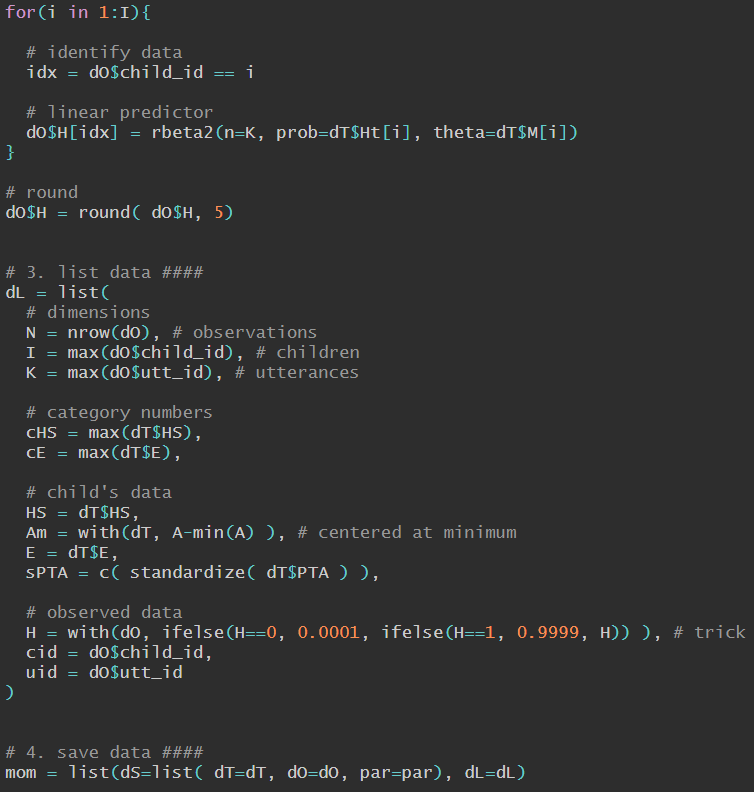 for(i in 1:I){
# identify data
idx = dO$child_id == i
# linear predictor
dO$H[idx] = rbeta2(n=K, prob=dT$Ht[i], theta=dT$M[i])
}
# round
dO$H = round( dO$H, 5)
# 3. list data ####
dL = list(
# dimensions
N = nrow(dO), # observations
I = max(dO$child_id), # children
K = max(dO$utt_id), # utterances
# category numbers
cHS = max(dT$HS),
cE = max(dT$E),
# child's data
HS = dT$HS,
Am = with(dT, A-min(A) ), # centered at minimum
E = dT$E,
sPTA = c( standardize( dT$PTA ) ),
# observed data
H = with(dO, ifelse(H==0, 0.0001, ifelse(H==1, 0.9999, H)) ), # trick
cid = dO$child_id,
uid = dO$utt_id
)
# 4. save data ####
mom = list(dS=list( dT=dT, dO=dO, par=par), dL=dL)